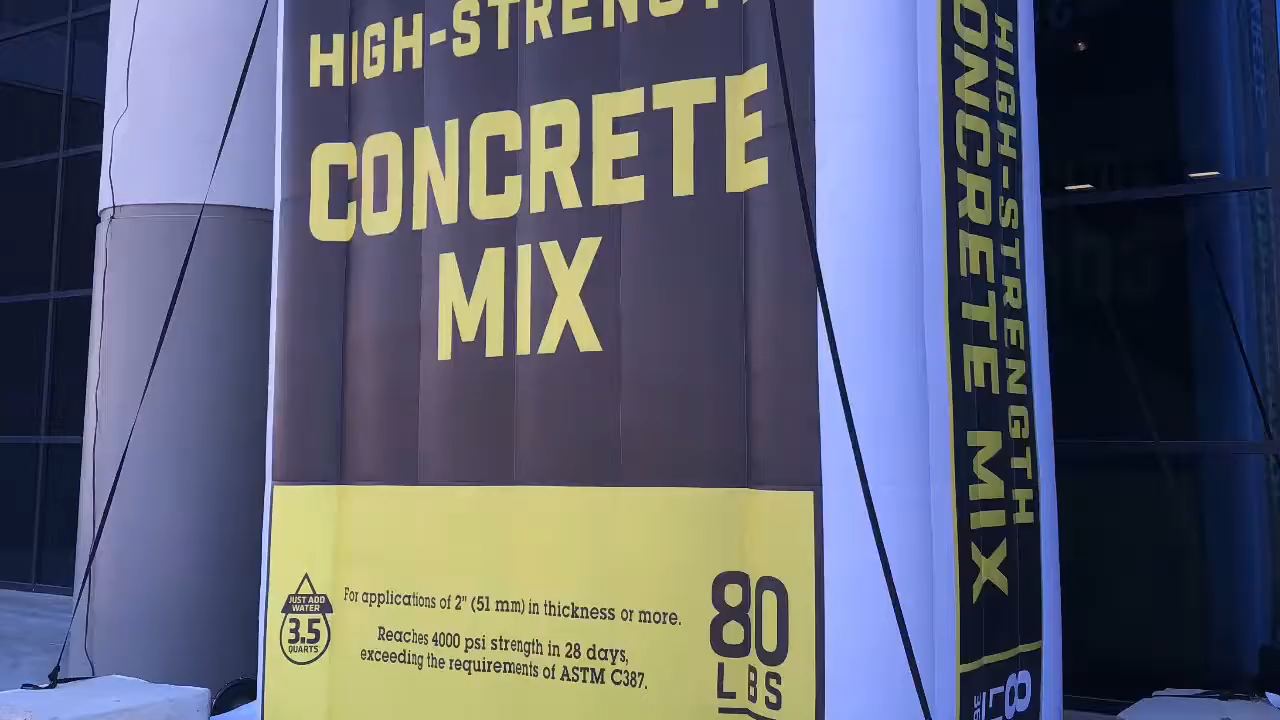 HIGH-STRENGTH
CONCRETE
MIX
JUST ADD
WATER
3.5
QUARTS
For applications of 2" (51 mm) in thickness or more.
Reaches 4000 psi strength in 28 days,
exceeding the requirements of ASTM C387.
80
LBS
HIGH-STRENGTH
CONCRETE MIX